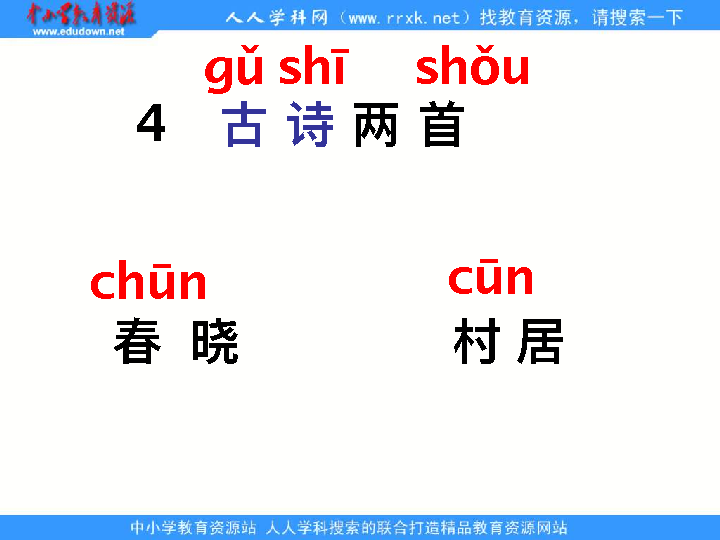 中小学教育资源
www.edudown.net
人人学科网（www.rrxk.net）找教育资源，请搜索一下
gǔ shī shǒu
4 古 诗 两 首
chūn cūn
春 晓 村 居
中小学教育资源站 人人学科搜索的联合打造精品教育资源网站